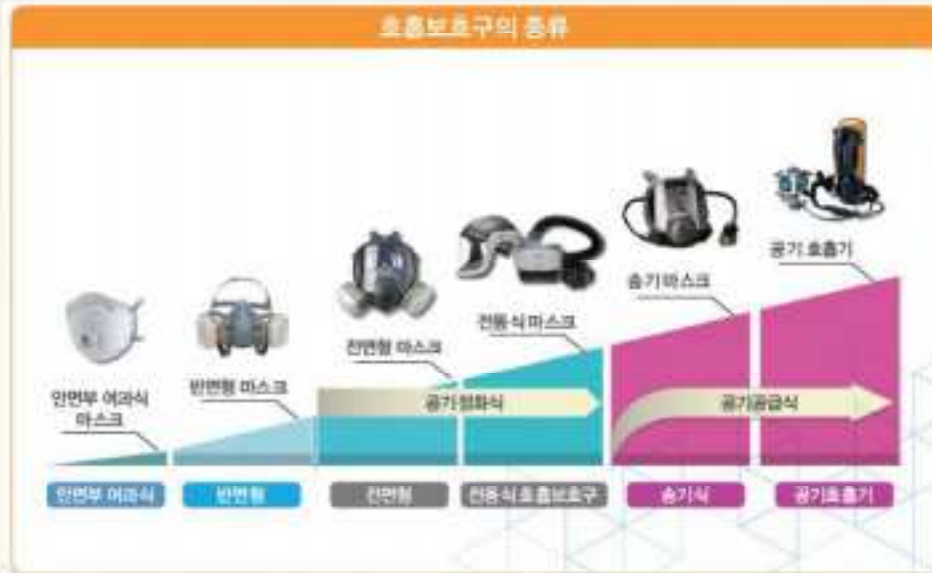 호흡보호구의 종류
공기 호흡기
송기 마스크
전동식 마스크
전면형 마스크
반면형 마스크
안면부 여과식
마스크
공기정화식
공기공급식
안면부 여과식
반면형
전면형
전동식 호흡보호구
송기식
공기호흡기